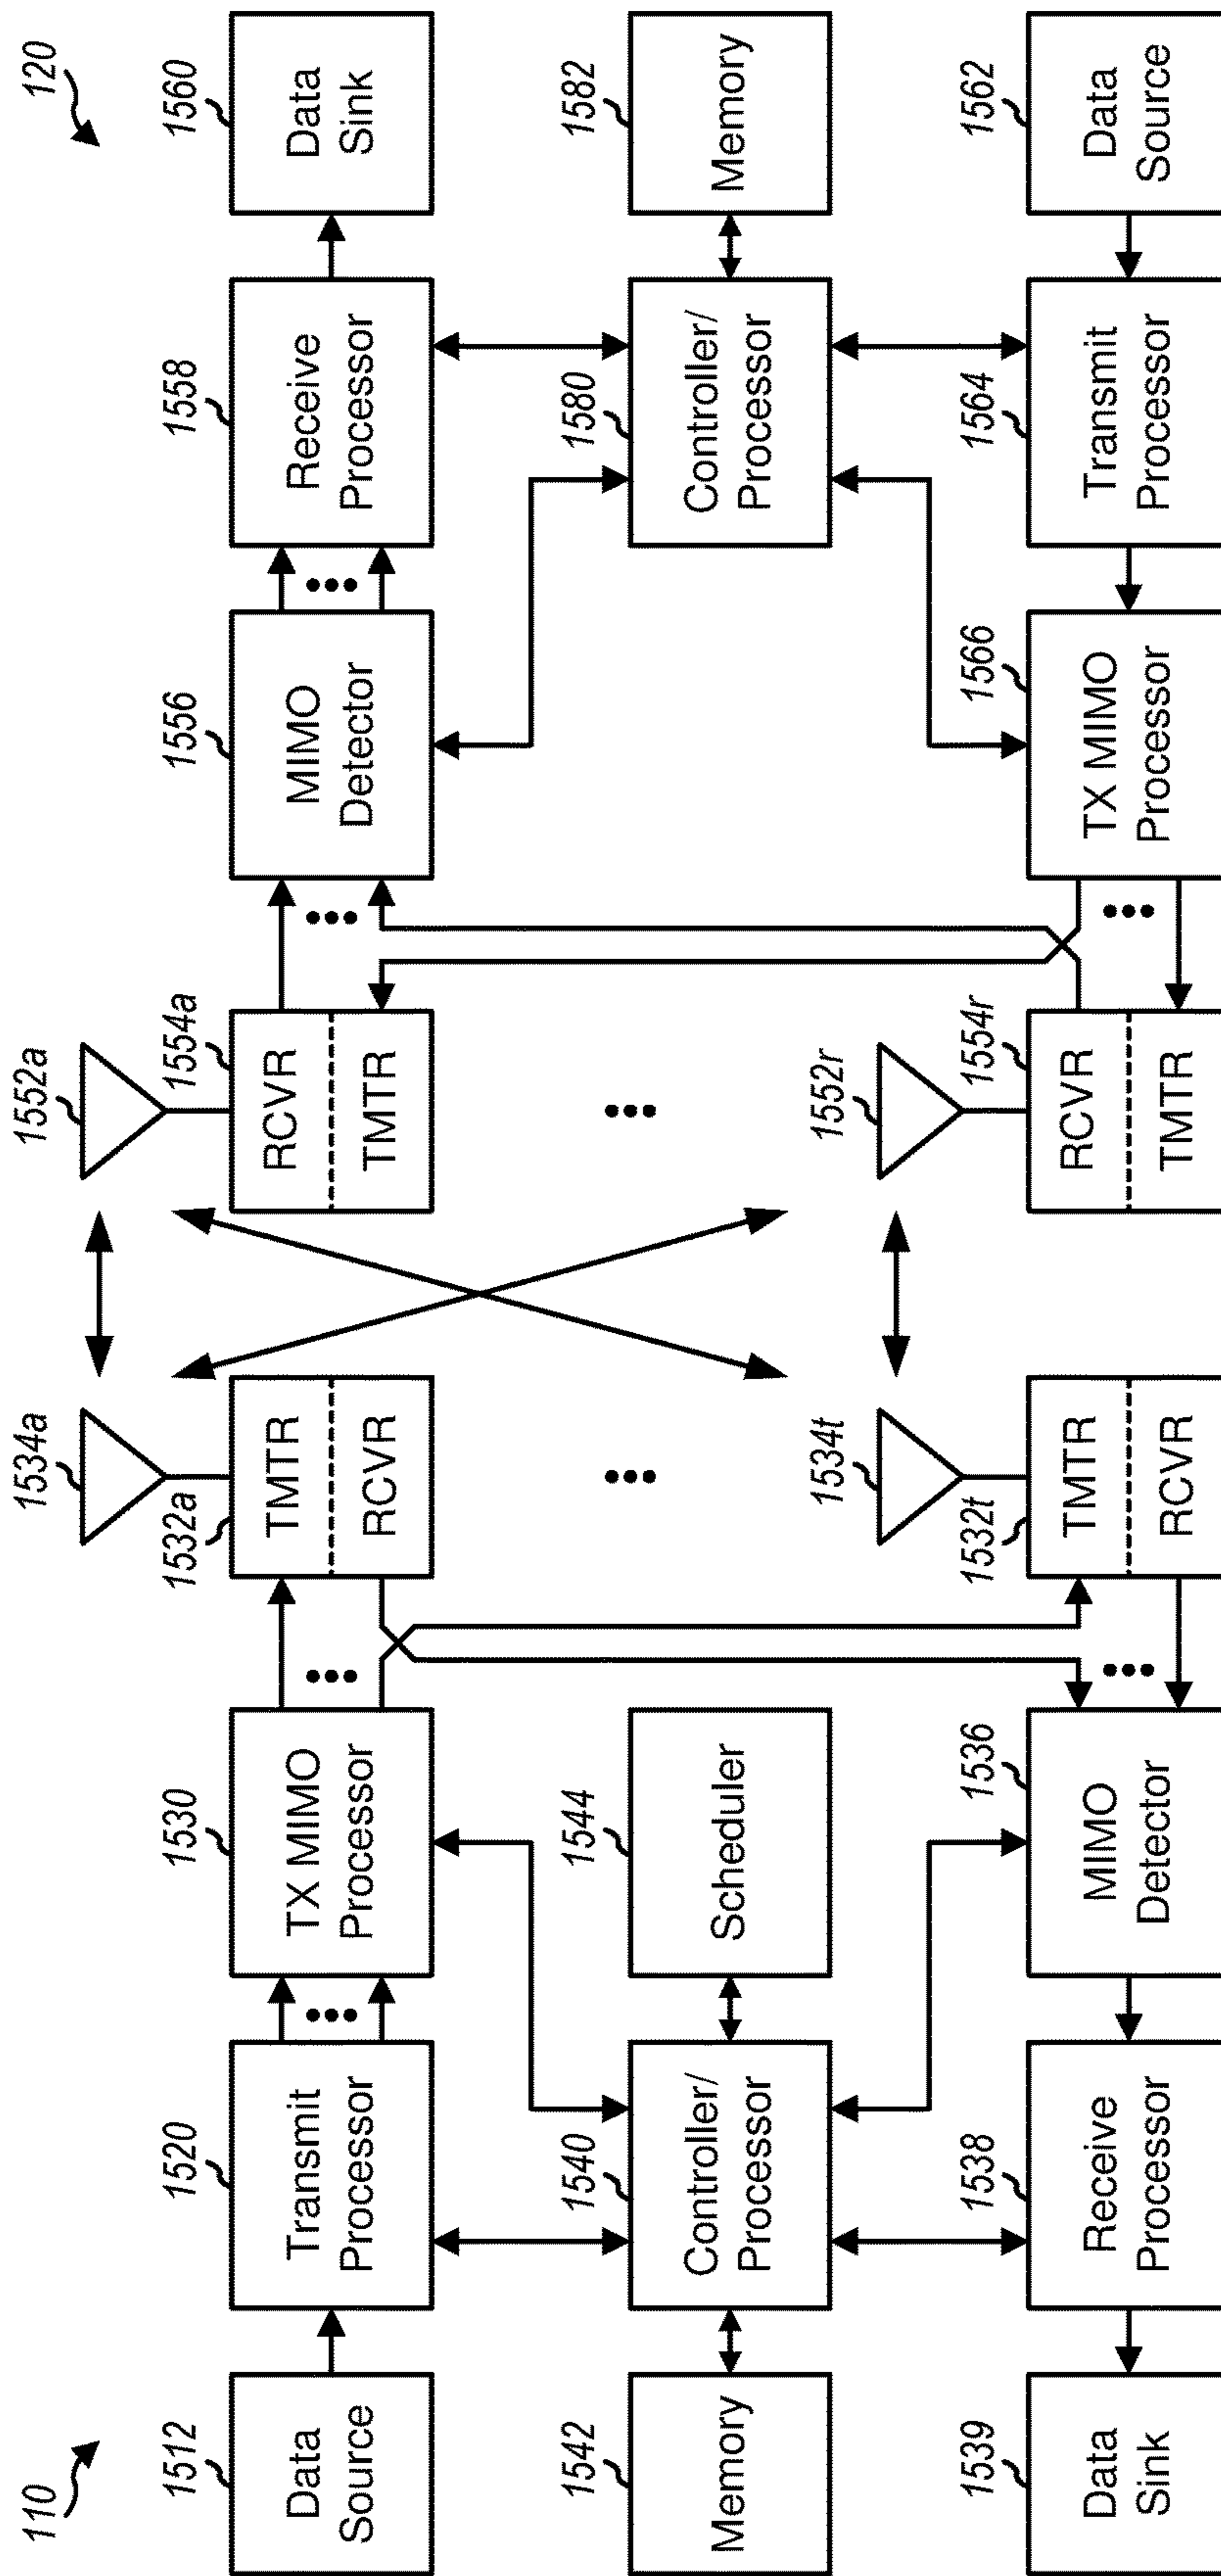 110
120
1512
Data
Source
1520
Transmit
Processor
1530
TX MIMO
Processor
1534a
1532a
TMTR
RCVR
1552a
1554a
RCVR
TMTR
1556
MIMO
Detector
1558
Receive
Processor
1560
Data
Sink
1542
Memory
1540
Controller/
Processor
1544
Scheduler
1580
Controller/
Processor
1582
Memory
1539
Data
Sink
1538
Receive
Processor
1536
MIMO
Detector
1534t
1532t
TMTR
RCVR
1552r
1554r
RCVR
TMTR
1566
TX MIMO
Processor
1564
Transmit
Processor
1562
Data
Source